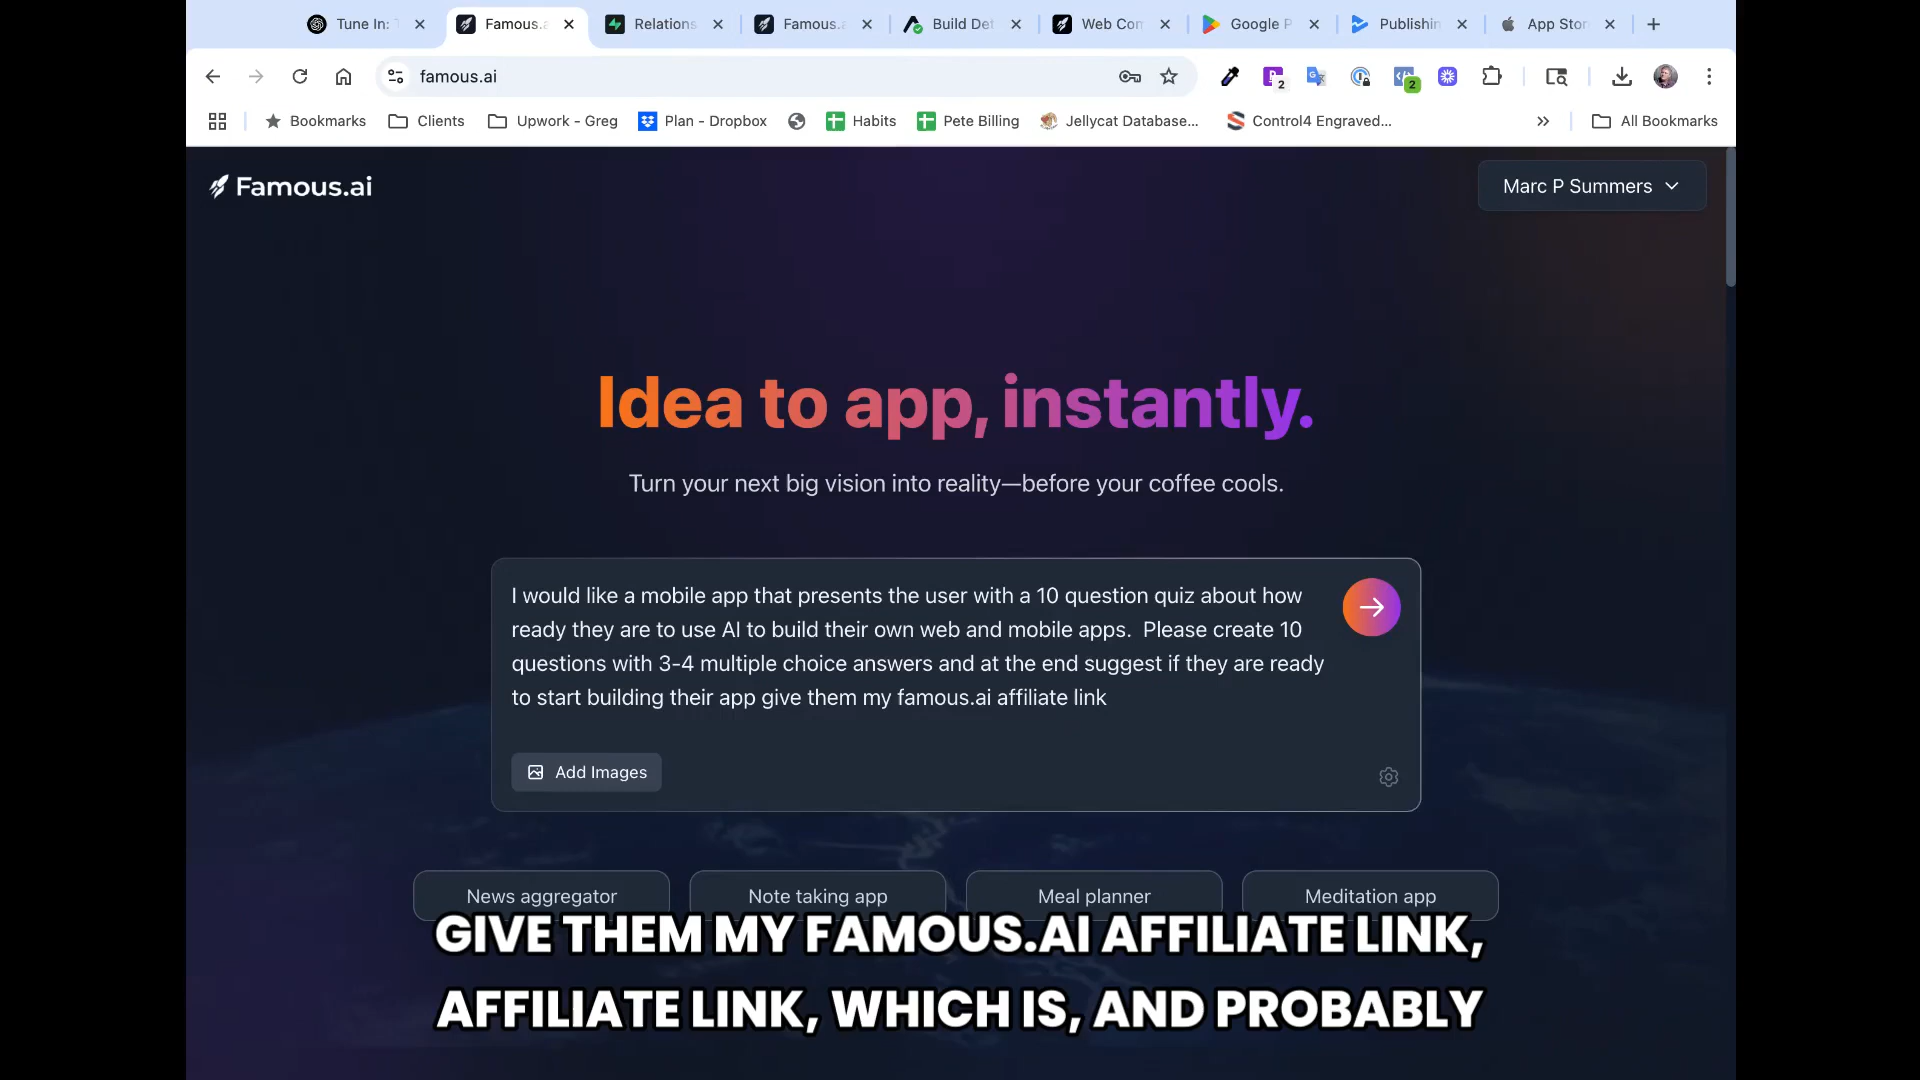 Tune In:
Famous.a
Relations
Famous.a
Build Det
Web Con
Google P
Publishin
App Stor
famous.ai
2
2
Bookmarks
Clients
Upwork - Greg
Plan - Dropbox
Habits
Pete Billing
Jellycat Database...
Control4 Engraved...
All Bookmarks
Famous.ai
Marc P Summers
Idea to app, instantly.
Turn your next big vision into reality—before your coffee cools.
I would like a mobile app that presents the user with a 10 question quiz about how
ready they are to use AI to build their own web and mobile apps.  Please create 10
questions with 3-4 multiple choice answers and at the end suggest if they are ready
to start building their app give them my famous.ai affiliate link
Add Images
News aggregator
Note taking app
Meal planner
Meditation app
GIVE THEM MY FAMOUS.AI AFFILIATE LINK,
AFFILIATE LINK, WHICH IS, AND PROBABLY